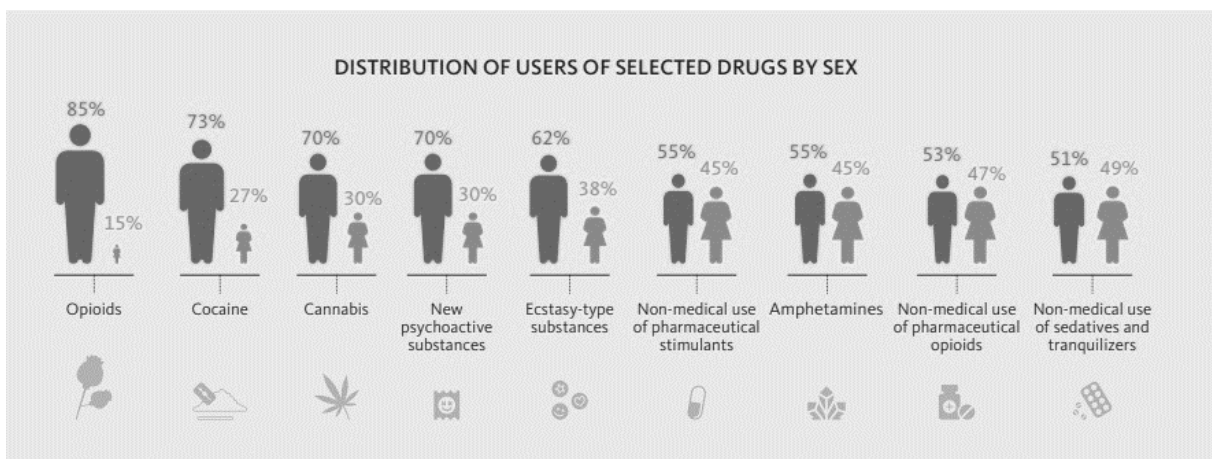 DISTRIBUTION OF USERS OF SELECTED DRUGS BY SEX
85%
15%
Opioids
73%
27%
Cocaine
70%
30%
Cannabis
70%
30%
New
psychoactive
substances
62%
38%
Ecstasy-type
substances
55%
45%
Non-medical use
of pharmaceutical
stimulants
55%
45%
Amphetamines
53%
47%
Non-medical use
of pharmaceutical
opioids
51%
49%
Non-medical use
of sedatives and
tranquilizers